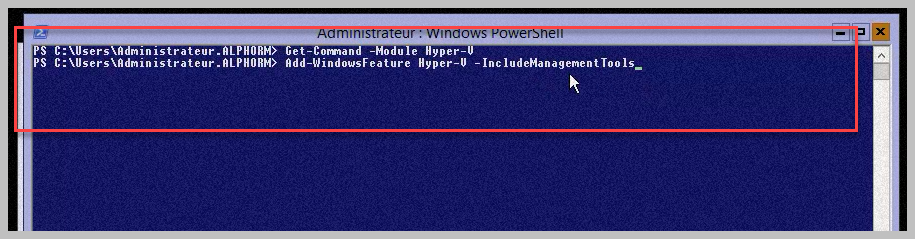 Administrateur : Windows PowerShell
PS C:\Users\Administrateur.ALPHORM> Get-Command -Module Hyper-V
PS C:\Users\Administrateur.ALPHORM> Add-WindowsFeature Hyper-V -IncludeManagementTools_